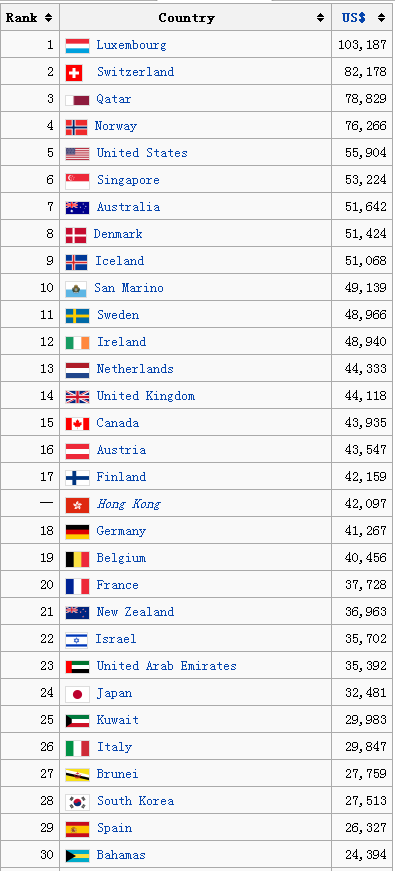 Rank Country US$
1 Luxembourg 103,187
2 Switzerland 82,178
3 Qatar 78,829
4 Norway 76,266
5 United States 55,904
6 Singapore 53,224
7 Australia 51,642
8 Denmark 51,424
9 Iceland 51,068
10 San Marino 49,139
11 Sweden 48,966
12 Ireland 48,940
13 Netherlands 44,333
14 United Kingdom 44,118
15 Canada 43,935
16 Austria 43,547
17 Finland 42,159
— Hong Kong 42,097
18 Germany 41,267
19 Belgium 40,456
20 France 37,728
21 New Zealand 36,963
22 Israel 35,702
23 United Arab Emirates 35,392
24 Japan 32,481
25 Kuwait 29,983
26 Italy 29,847
27 Brunei 27,759
28 South Korea 27,513
29 Spain 26,327
30 Bahamas 24,394